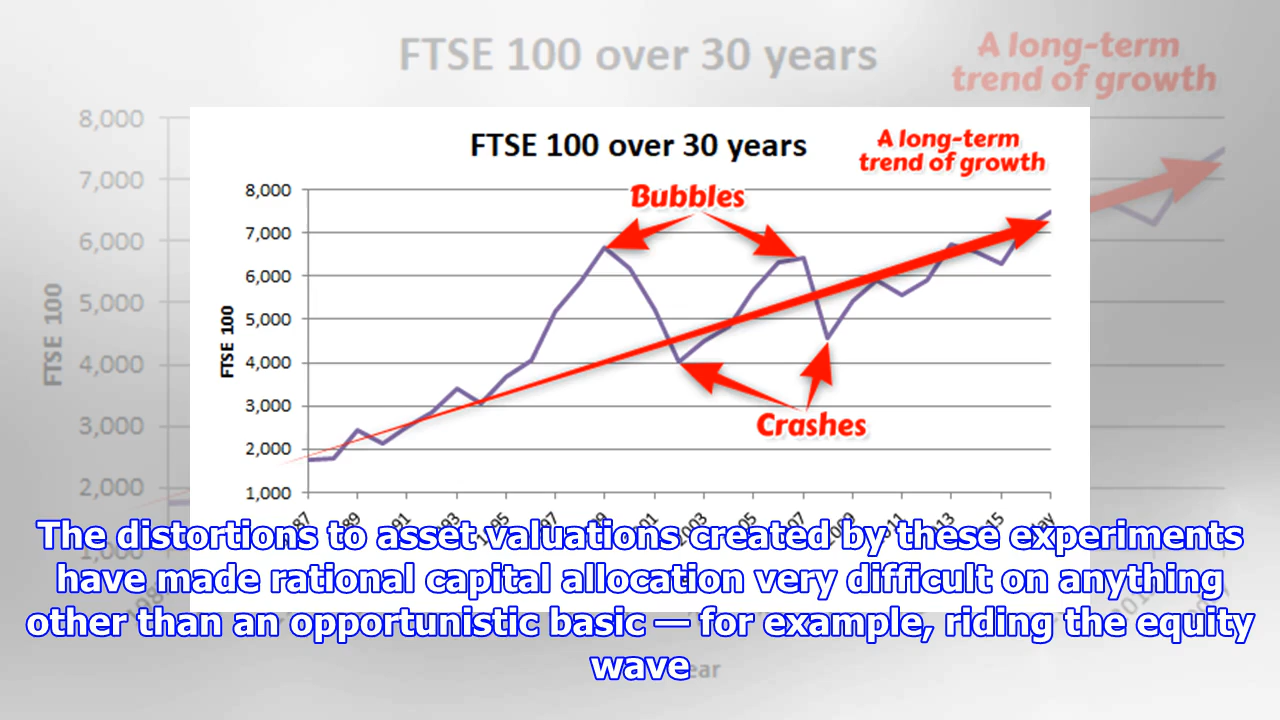 FTSE 100 over 30 years
A long-term
trend of growth
8,000
7,000
6,000
5,000
4,000
3,000
2,000
FTSE 100
FTSE 100 over 30 years
A long-term
trend of growth
Bubbles
Crashes
8,000
7,000
6,000
5,000
4,000
3,000
2,000
1,000
FTSE 100
2003
2009
The distortions to asset valuations created by these experiments
have made rational capital allocation very difficult on anything
other than an opportunistic basic — for example, riding the equity
wave